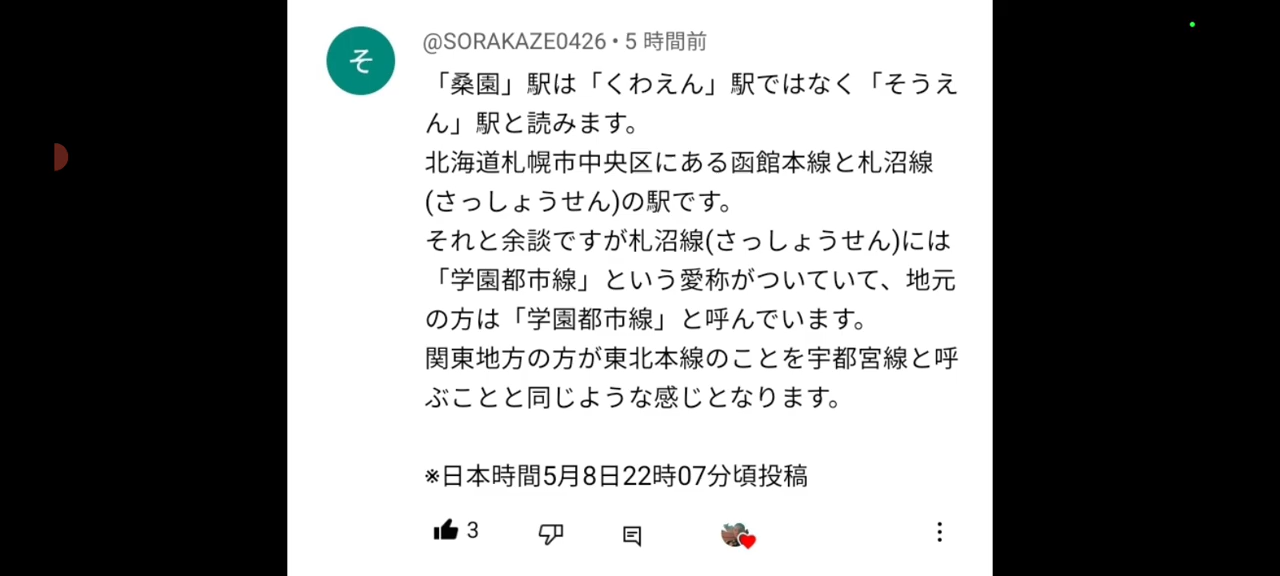 そ
@SORAKAZE0426・5 時間前
「桑園」駅は「くわえん」駅ではなく「そうえ
ん」駅と読みます。
北海道札幌市中央区にある函館本線と札沼線
(さっしょうせん)の駅です。
それと余談ですが札沼線(さっしょうせん)には
「学園都市線」という愛称がついていて、地元
の方は「学園都市線」と呼んでいます。
関東地方の方が東北本線のことを宇都宮線と呼
ぶことと同じような感じとなります。
※日本時間5月8日22時07分頃投稿
3